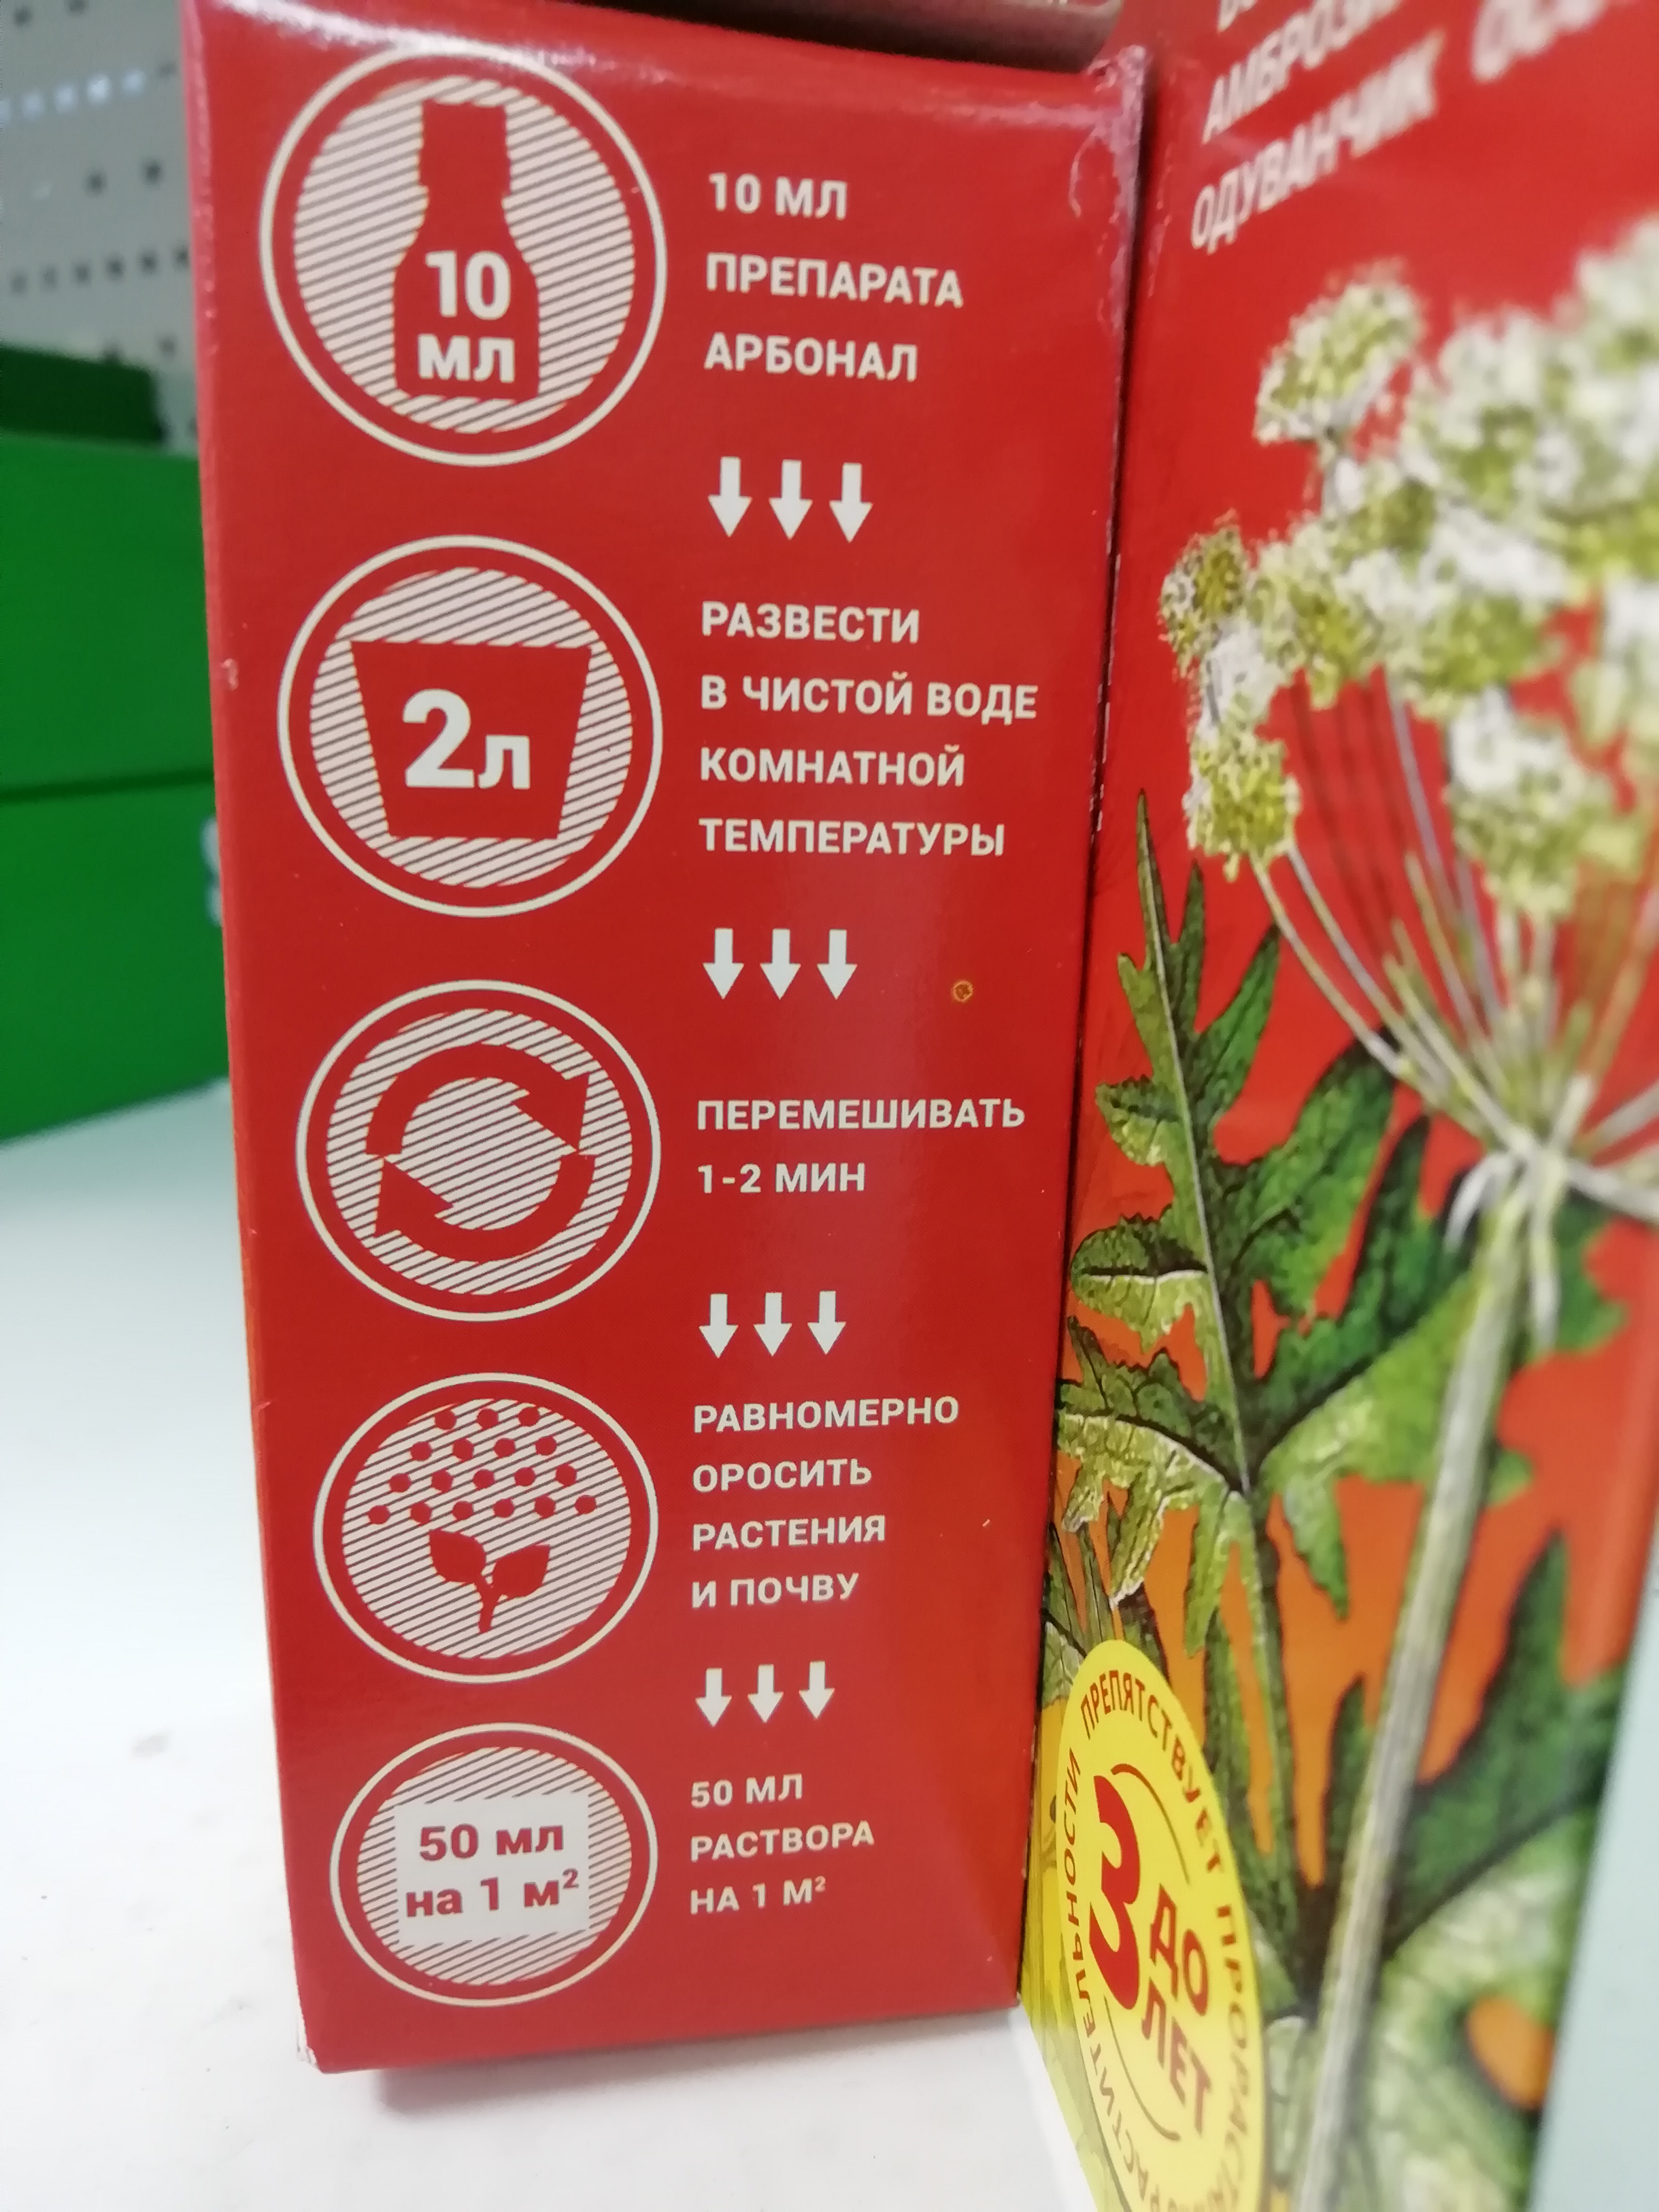 10
МЛ
10 МЛ
ПРЕПАРАТА
АРБОНАЛ
2л
РАЗВЕСТИ
В ЧИСТОЙ ВОДЕ
КОМНАТНОЙ
ТЕМПЕРАТУРЫ
ПЕРЕМЕШИВАТЬ
1-2 МИН
РАВНОМЕРНО
ОРОСИТЬ
РАСТЕНИЯ
И ПОЧВУ
50 мл
на 1 м²
50 МЛ
РАСТВОРА
НА 1 М²
ОДУВАНЧИК
ПРЕПЯТСТВУЕТ
3 ДО
ЛЕТ